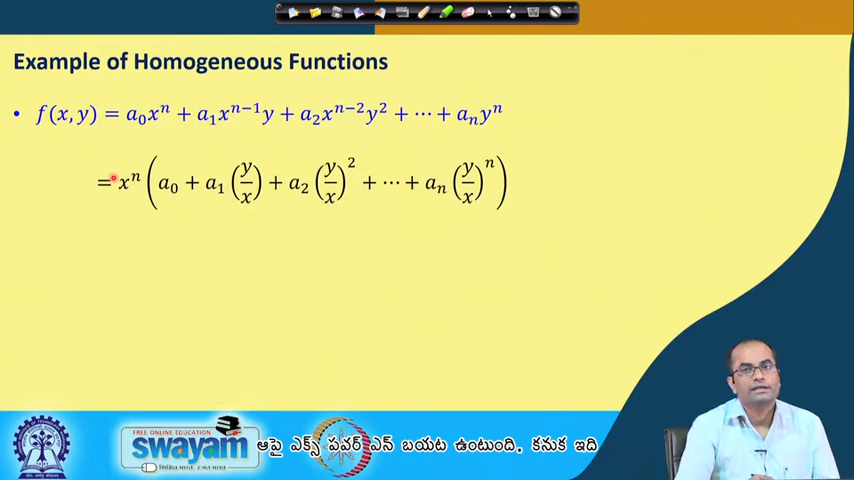 Example of Homogeneous Functions
• f(x, y) = a₀xⁿ + a₁xⁿ⁻¹y + a₂xⁿ⁻²y² + ⋯ + aₙyⁿ
= xⁿ (a₀ + a₁ (y/x) + a₂ (y/x)² + ⋯ + aₙ (y/x)ⁿ)
FREE ONLINE EDUCATION
swayam
ఆపై ఎక్స్ పవర్ ఎన్ బయట ఉంటుంది. కనుక ఇది